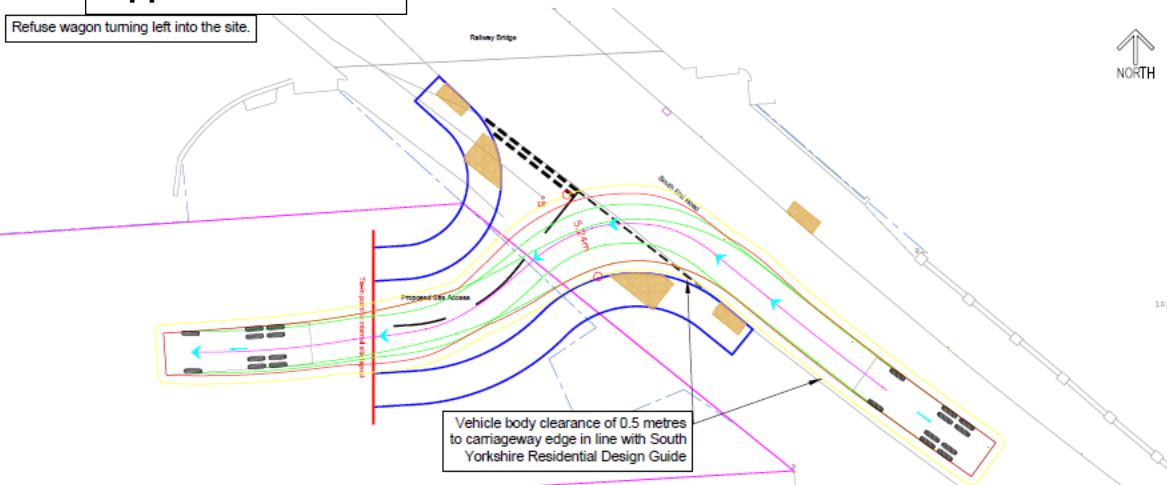 Refuse wagon turning left into the site.
Railway Bridge
NORTH
South End Road
5.24m
Proposed Site Access
Vehicle body clearance of 0.5 metres
to carriageway edge in line with South
Yorkshire Residential Design Guide